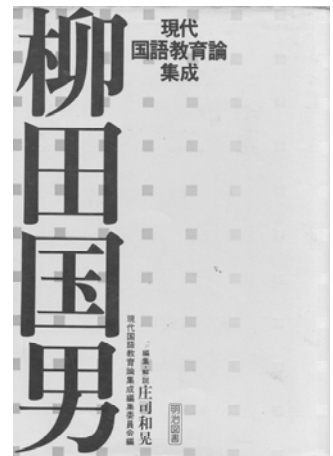 現代
国語教育論
集成
柳田国男
編集・解説 庄司和晃
現代国語教育論集成編集委員会編
明治図書